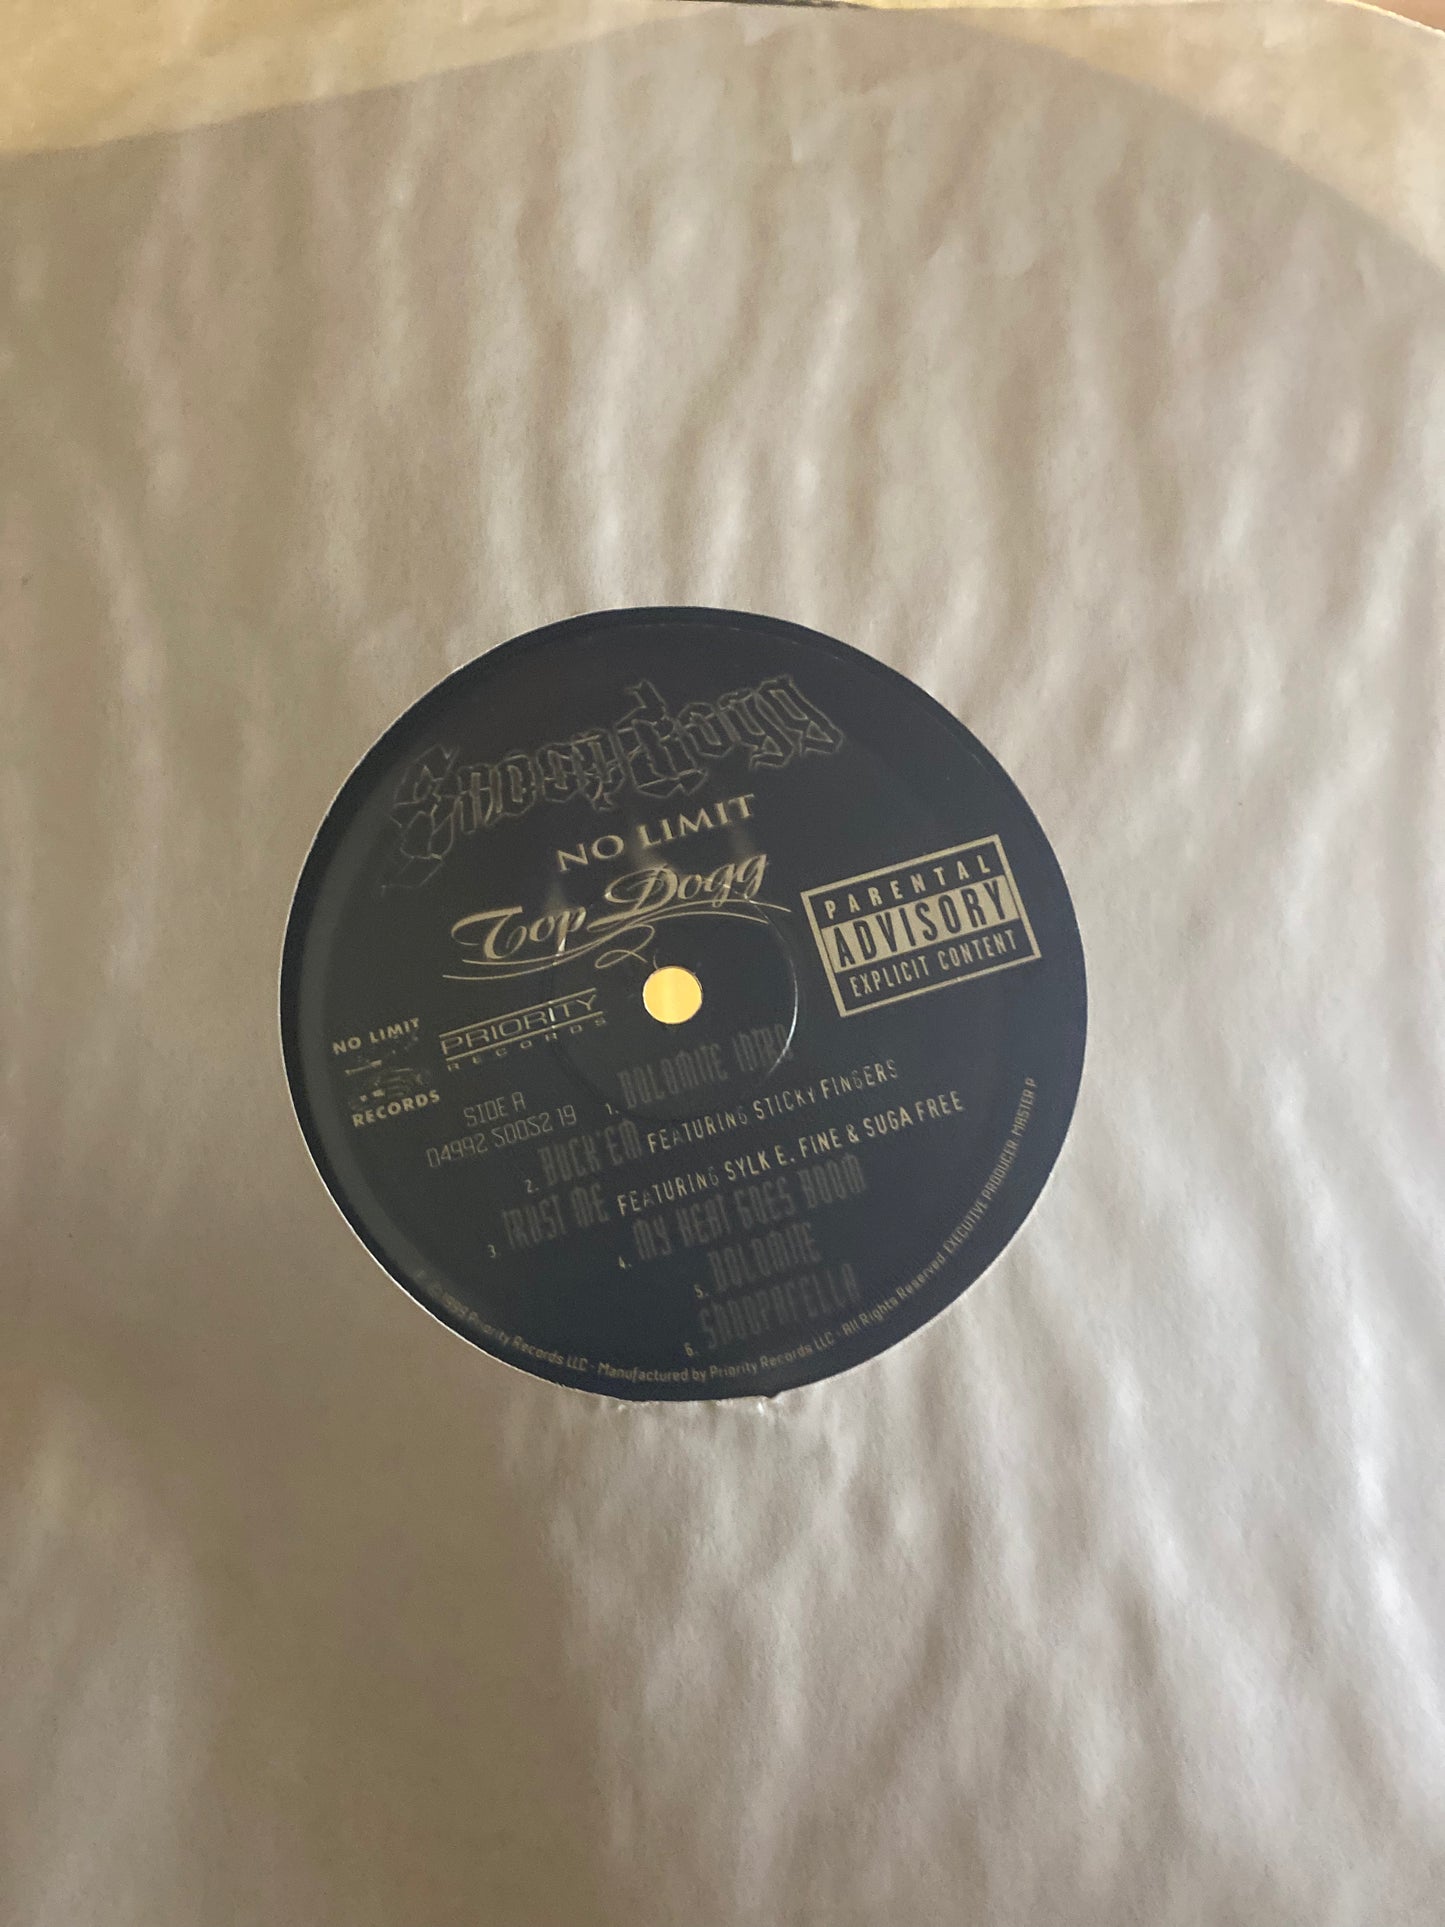 Snoop Dogg
NO LIMIT
Top Dogg
PARENTAL
ADVISORY
EXPLICIT CONTENT
NO LIMIT
RECORDS
PRIORITY
RECORDS
SIDE A
04992 SODS2 19
1. DOLOMITE INTRO
2. BUCK'EM FEATURING STICKY FINGERS
3. TRUST ME FEATURING SYLK E. FINE & SUGA FREE
4. MY HEAT GOES BOOM
5. DOLOMITE
6. SNOOPAFELLA
© 1999 Priority Records LLC - Manufactured by Priority Records LLC - All Rights Reserved. EXECUTIVE PRODUCER: MASTER P